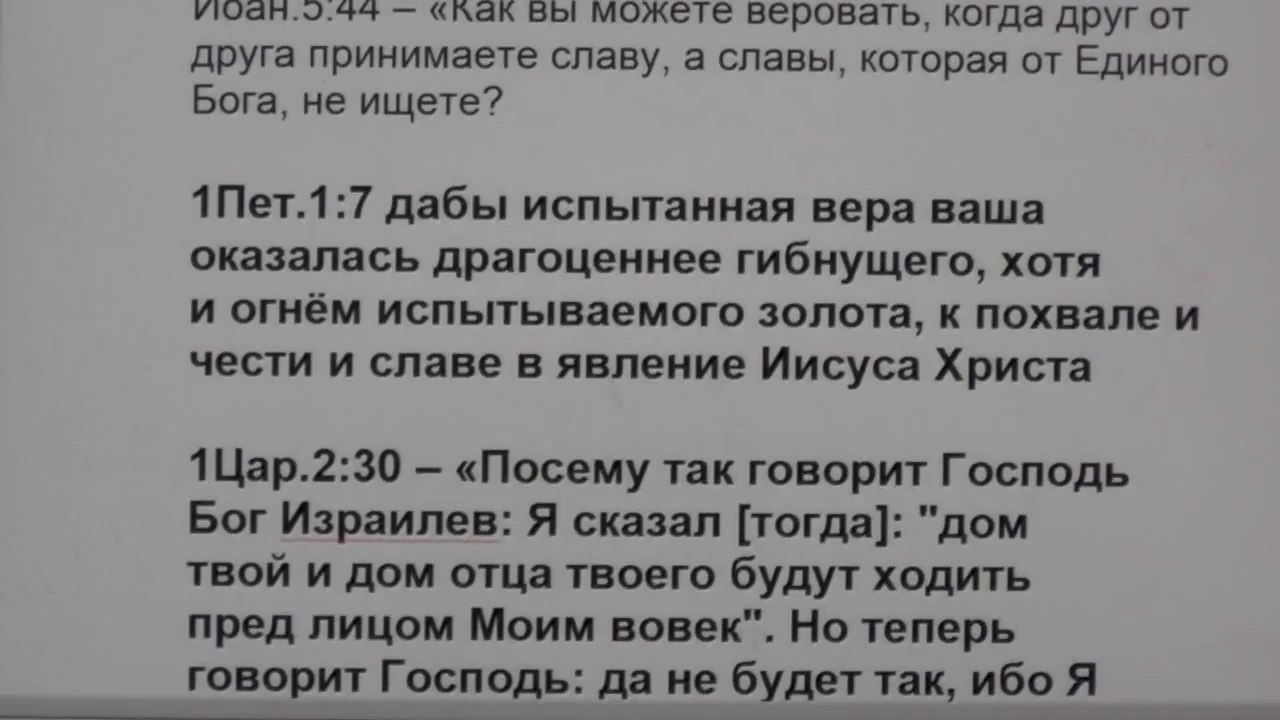 Иоан.5:44 – «Как вы можете веровать, когда друг от
друга принимаете славу, а славы, которая от Единого
Бога, не ищете?
1Пет.1:7 дабы испытанная вера ваша
оказалась драгоценнее гибнущего, хотя
и огнём испытываемого золота, к похвале и
чести и славе в явление Иисуса Христа
1Цар.2:30 – «Посему так говорит Господь
Бог Израилев: Я сказал [тогда]: "дом
твой и дом отца твоего будут ходить
пред лицом Моим вовек". Но теперь
говорит Господь: да не будет так, ибо Я